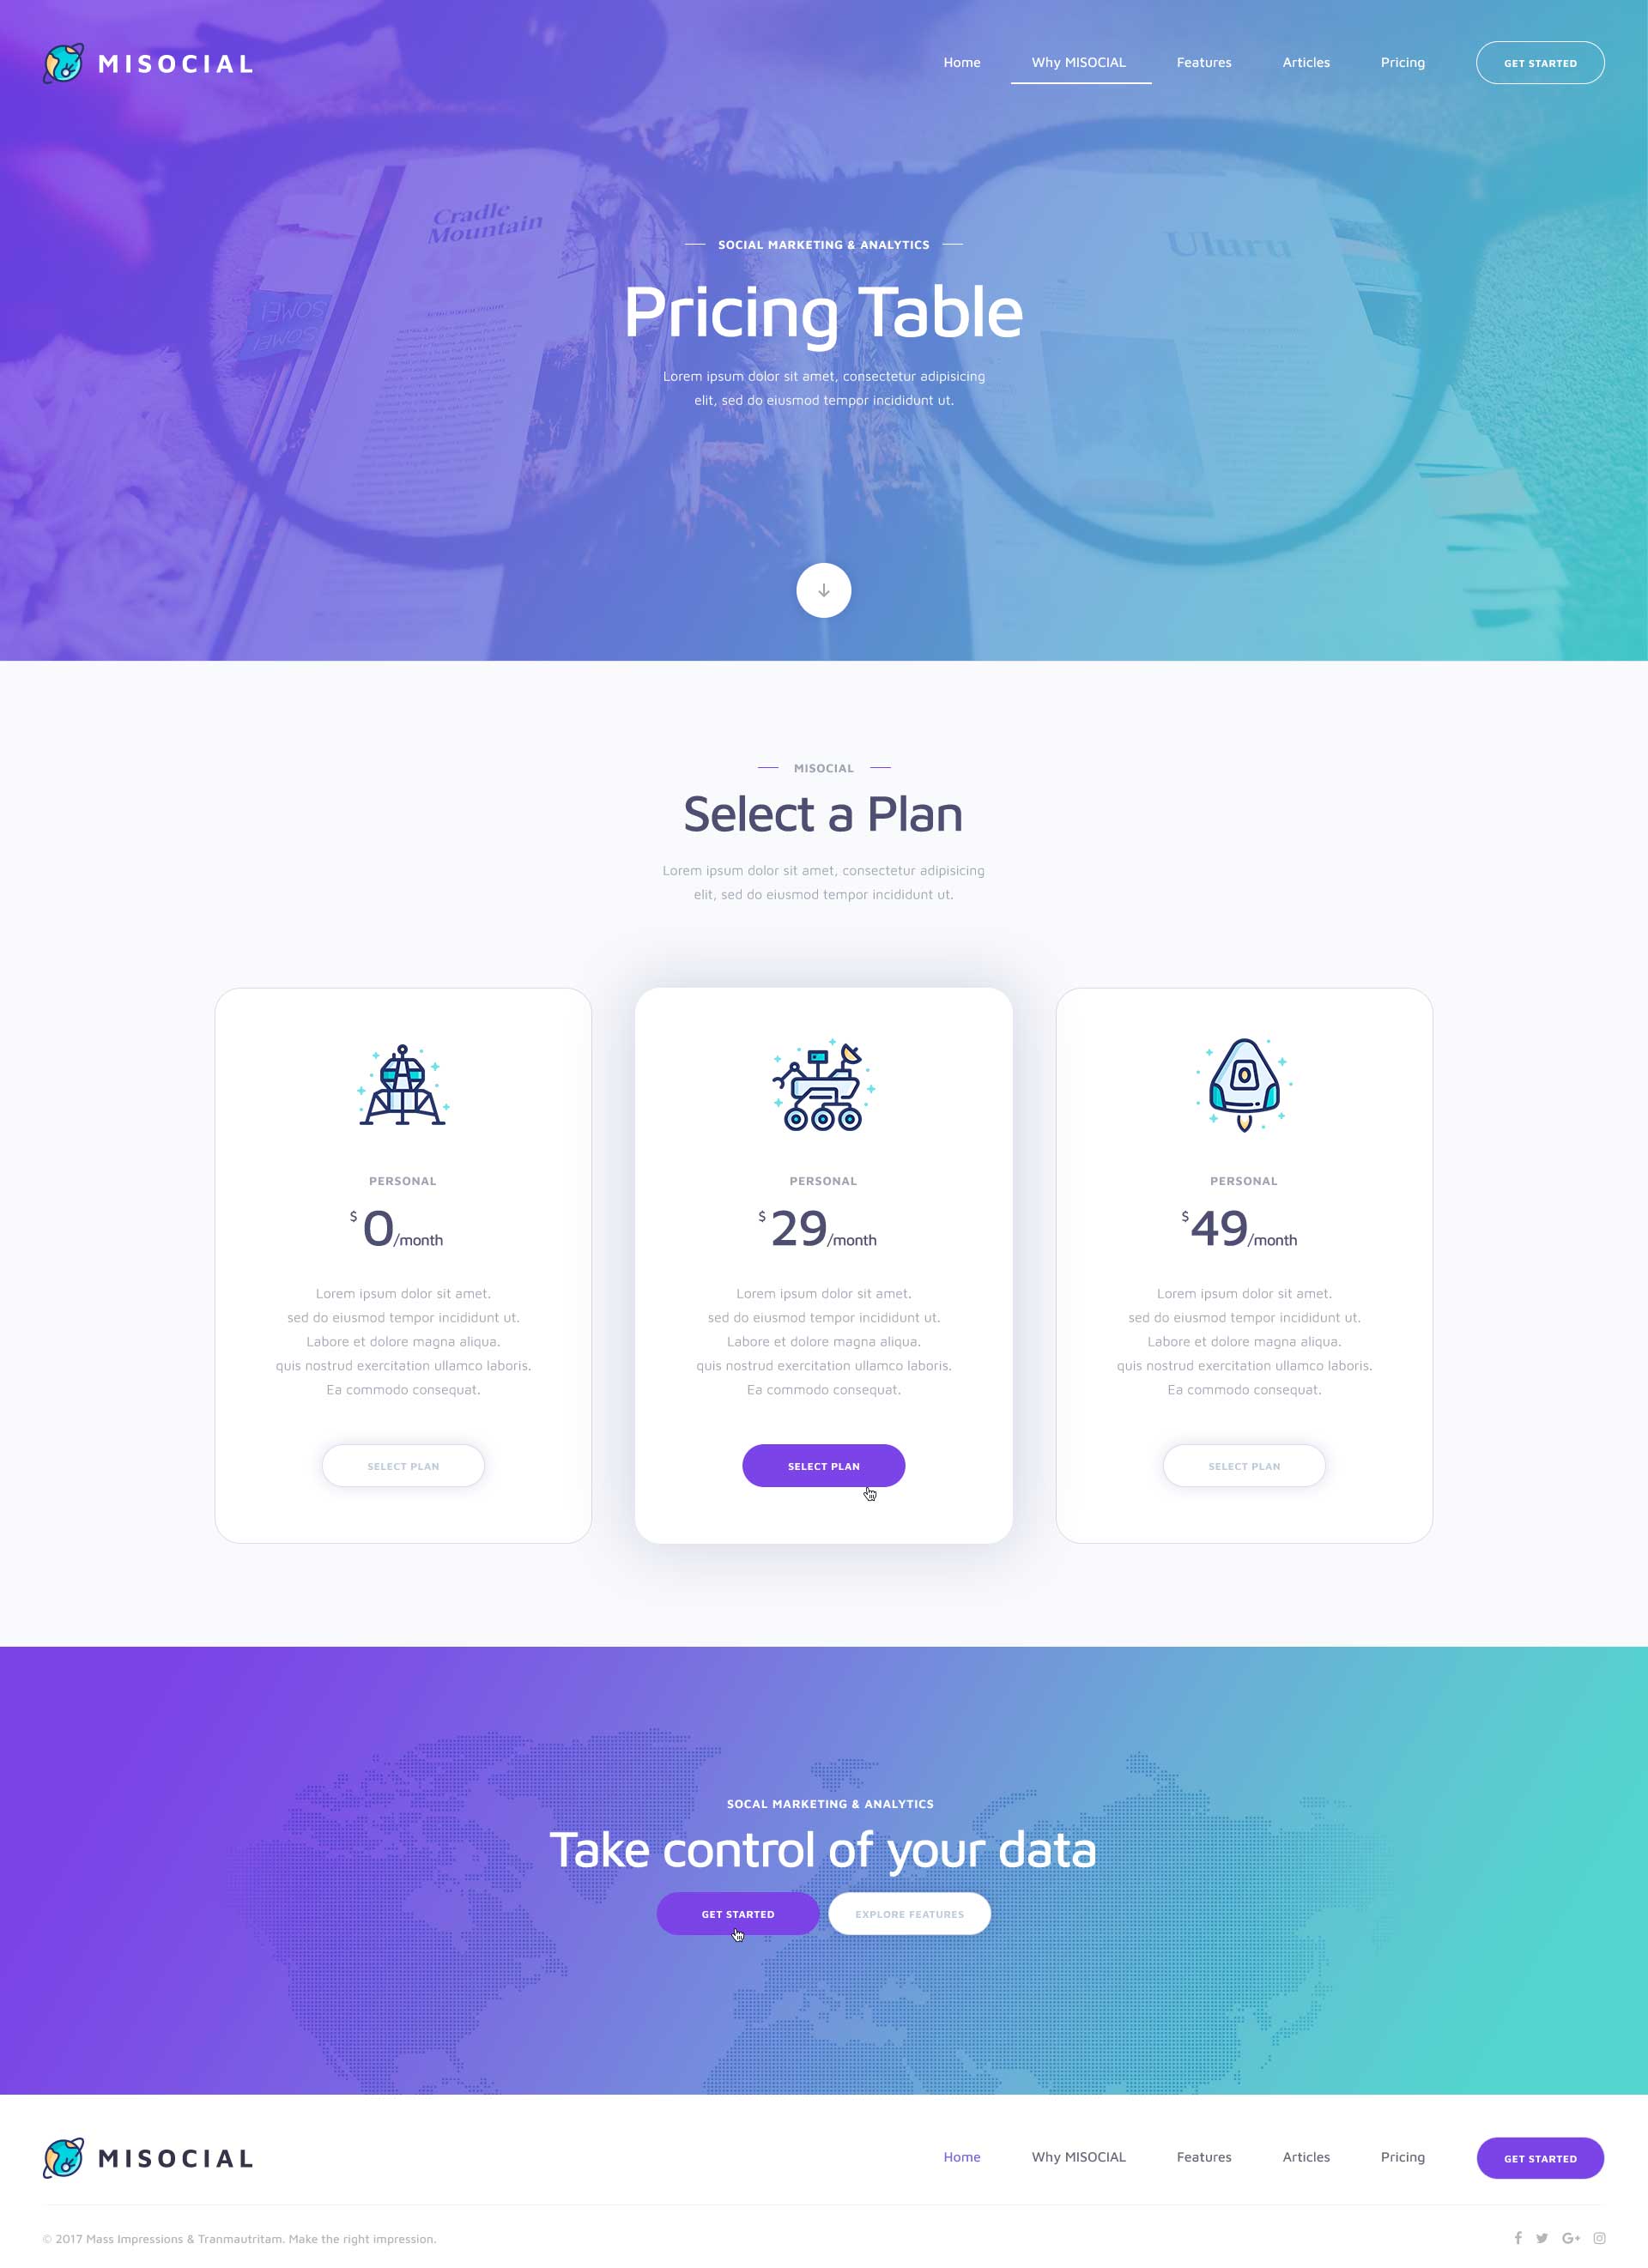 MISOCIAL
Home
Why MISOCIAL
Features
Articles
Pricing
GET STARTED
Cradle
Mountain
Uluru
SOCIAL MARKETING & ANALYTICS
Pricing Table
Lorem ipsum dolor sit amet, consectetur adipisicing
elit, sed do eiusmod tempor incididunt ut.
MISOCIAL
Select a Plan
Lorem ipsum dolor sit amet, consectetur adipisicing
elit, sed do eiusmod tempor incididunt ut.
PERSONAL
$ 0/month
Lorem ipsum dolor sit amet.
sed do eiusmod tempor incididunt ut.
Labore et dolore magna aliqua.
quis nostrud exercitation ullamco laboris.
Ea commodo consequat.
SELECT PLAN
PERSONAL
$ 29/month
Lorem ipsum dolor sit amet.
sed do eiusmod tempor incididunt ut.
Labore et dolore magna aliqua.
quis nostrud exercitation ullamco laboris.
Ea commodo consequat.
SELECT PLAN
PERSONAL
$49/month
Lorem ipsum dolor sit amet.
sed do eiusmod tempor incididunt ut.
Labore et dolore magna aliqua.
quis nostrud exercitation ullamco laboris.
Ea commodo consequat.
SELECT PLAN
SOCAL MARKETING & ANALYTICS
Take control of your data
GET STARTED
EXPLORE FEATURES
MISOCIAL
Home
Why MISOCIAL
Features
Articles
Pricing
GET STARTED
© 2017 Mass Impressions & Tranmautritam. Make the right impression.